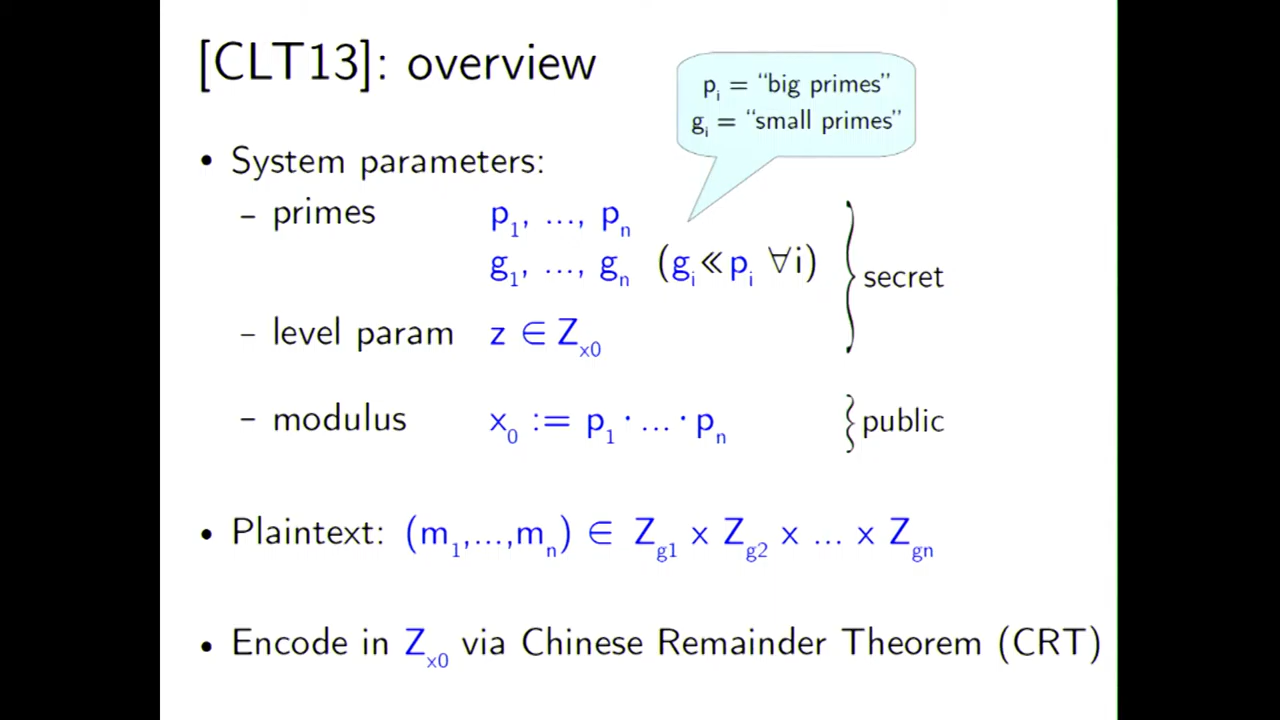 [CLT13]: overview
pᵢ = “big primes”
gᵢ = “small primes”
• System parameters:
– primes p₁, ..., pₙ
g₁, ..., gₙ (gᵢ ≪ pᵢ ∀i)
secret
– level param z ∈ Z_x0
– modulus x₀ := p₁ · ... · pₙ public
• Plaintext: (m₁,...,mₙ) ∈ Z_g1 x Z_g2 x ... x Z_gn
• Encode in Z_x0 via Chinese Remainder Theorem (CRT)